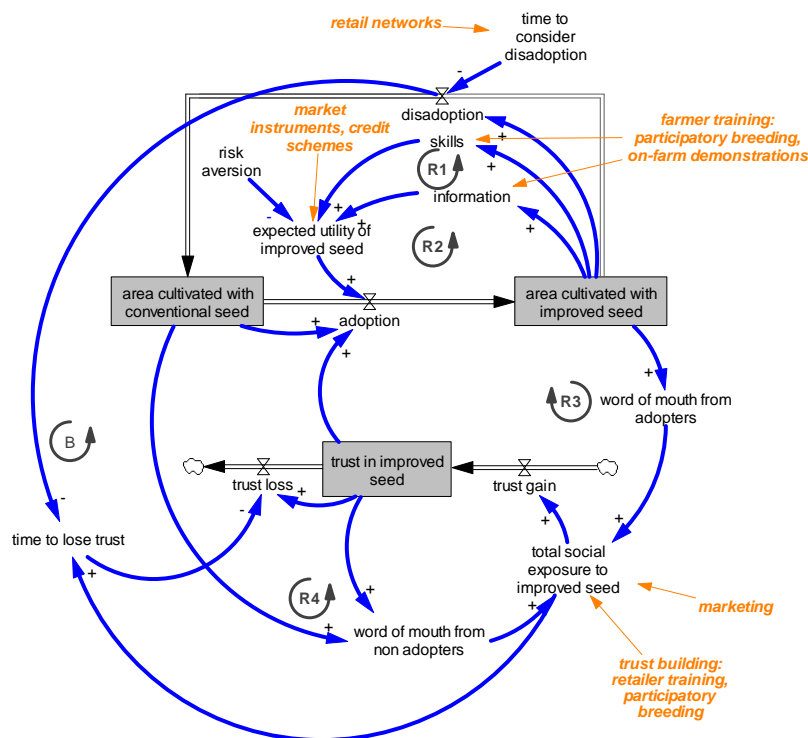 retail networks
time to
consider
disadoption
-
disadoption
+
market
instruments, credit
schemes
farmer training:
participatory breeding,
on-farm demonstrations
skills
+
R1
risk
aversion
information
+
+
+
-
expected utility of
improved seed
R2
+
area cultivated with
conventional seed
area cultivated with
improved seed
+
+
adoption
+
+
R3
word of mouth from
adopters
B
trust in improved
seed
trust loss
trust gain
-
+
+
+
-
time to lose trust
+
total social
exposure to
improved seed
R4
+
+
+
word of mouth from
non adopters
marketing
trust building:
retailer training,
participatory
breeding